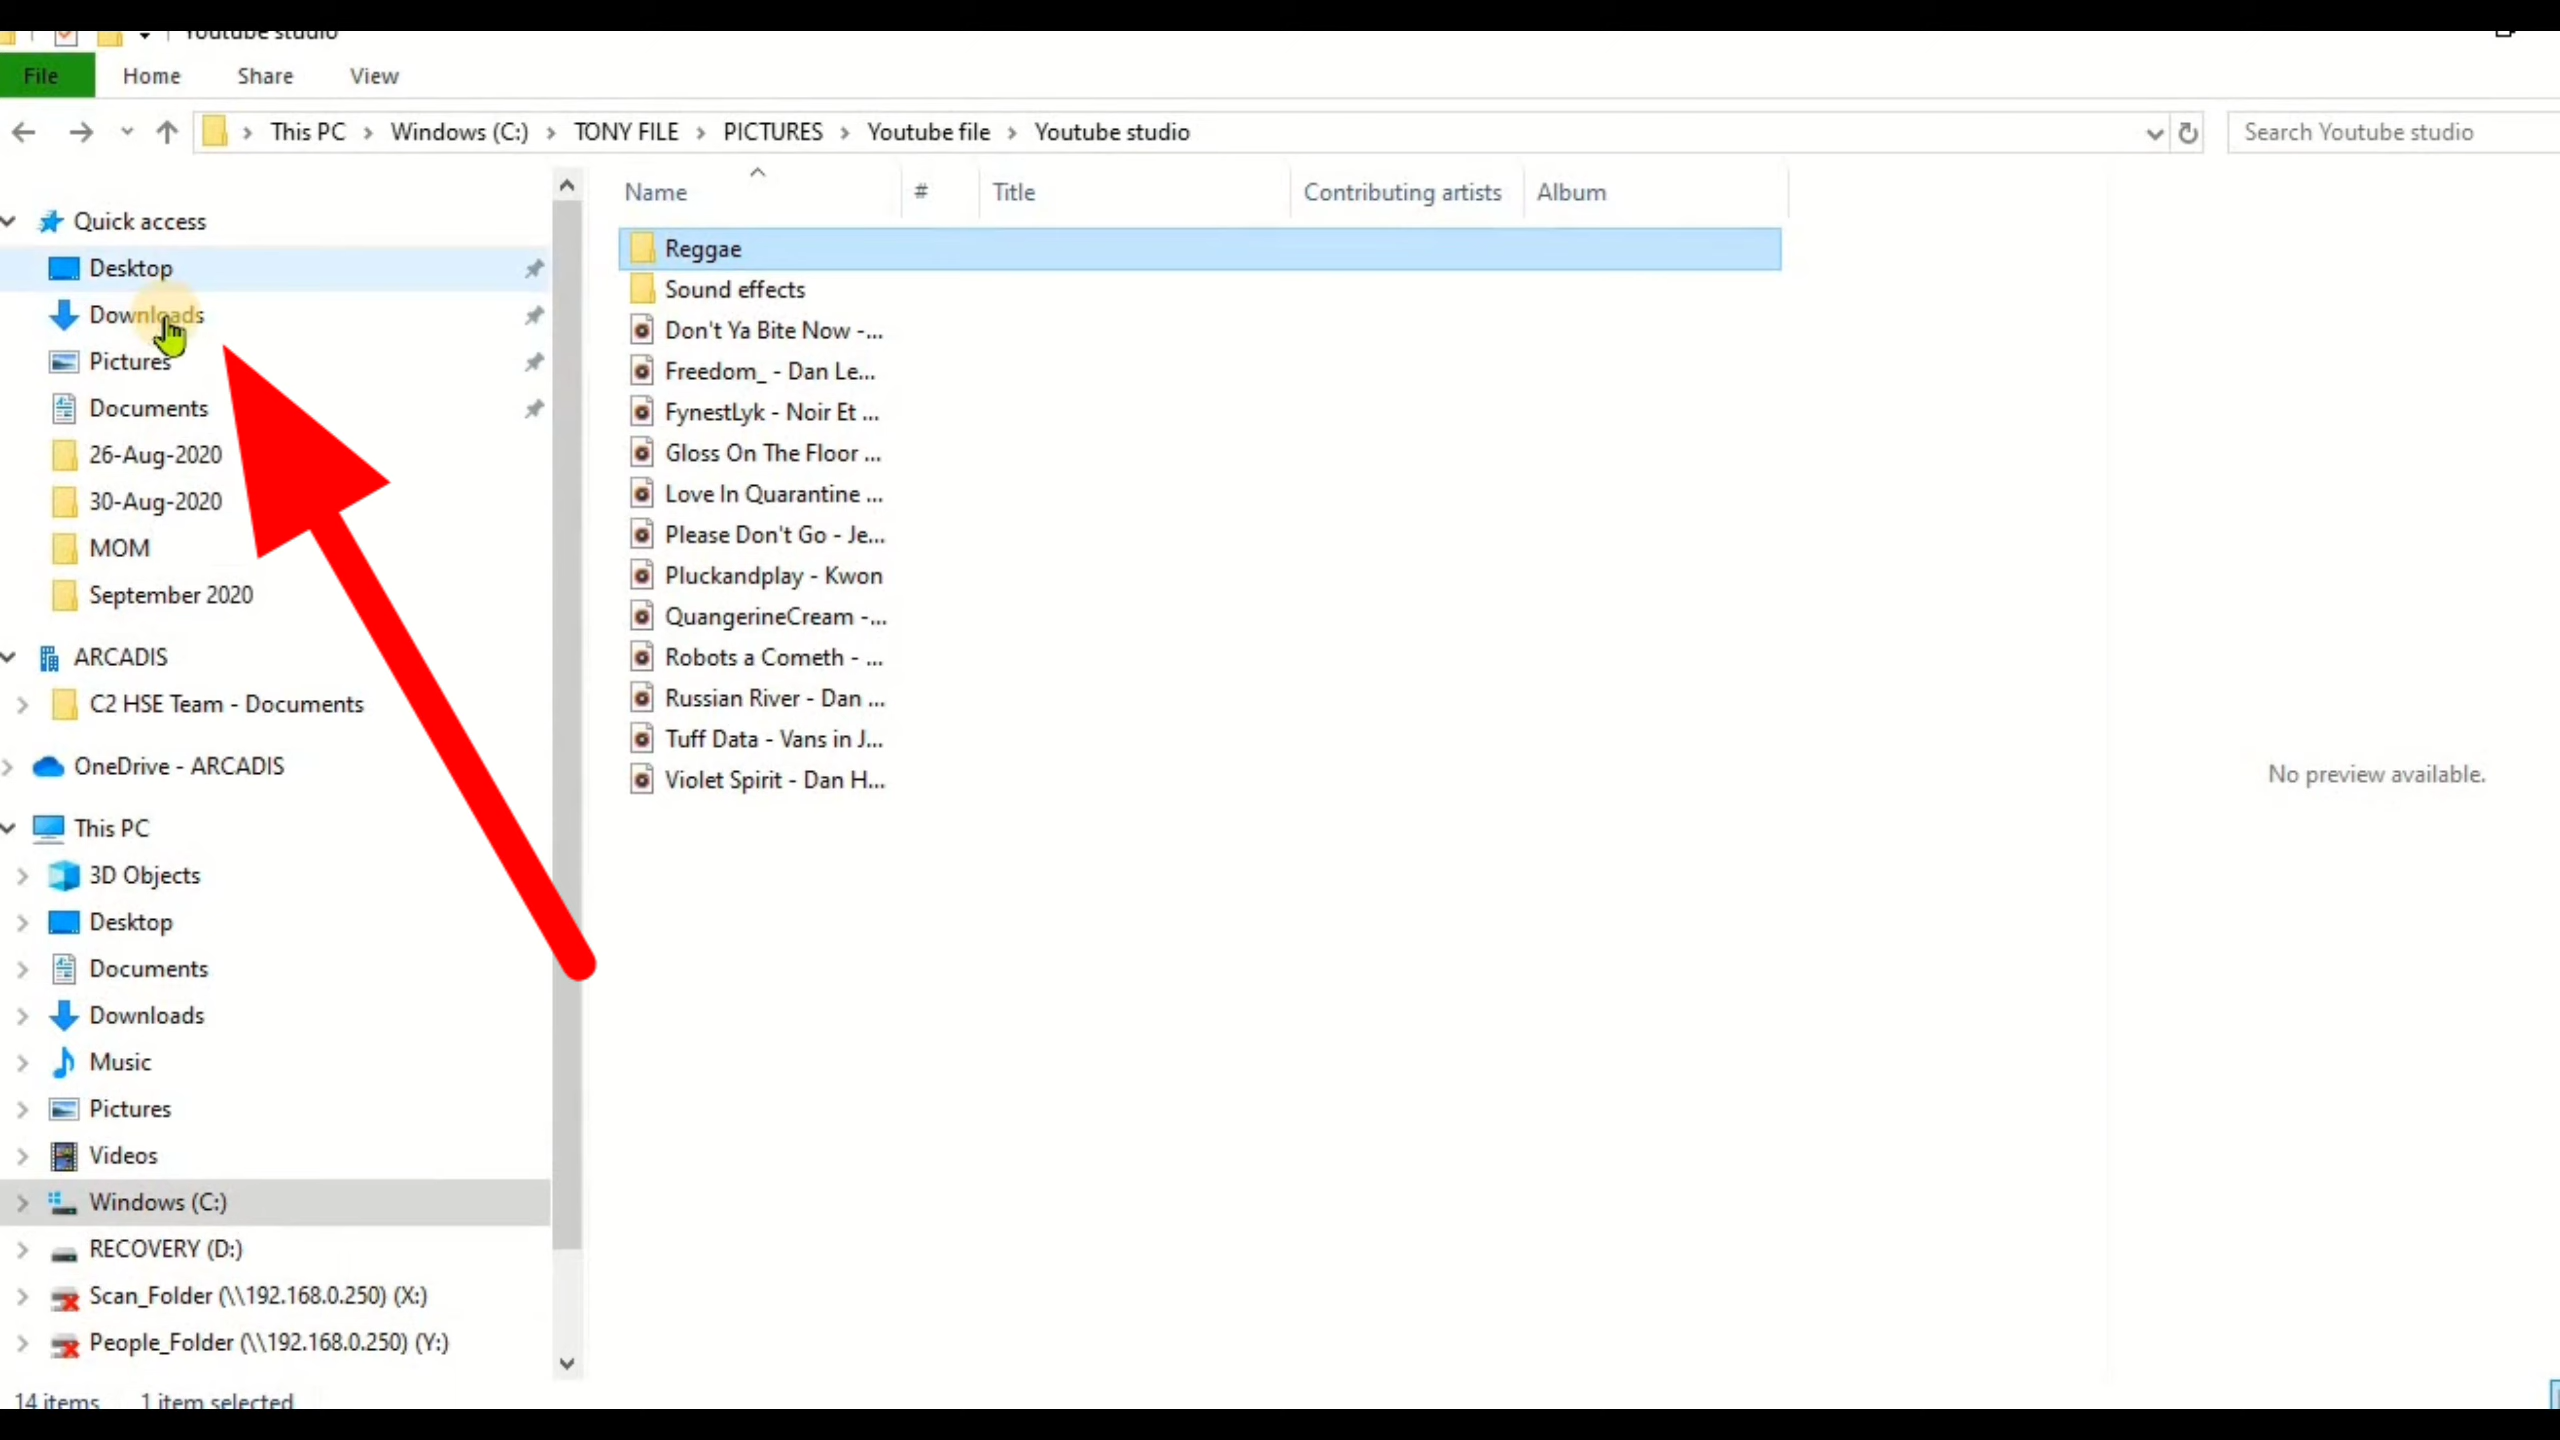 Youtube studio
File Home Share View
This PC > Windows (C:) > TONY FILE > PICTURES > Youtube file > Youtube studio
Search Youtube studio
Name # Title Contributing artists Album
Quick access
Desktop
Downloads
Pictures
Documents
26-Aug-2020
30-Aug-2020
MOM
September 2020
ARCADIS
C2 HSE Team - Documents
OneDrive - ARCADIS
This PC
3D Objects
Desktop
Documents
Downloads
Music
Pictures
Videos
Windows (C:)
RECOVERY (D:)
Scan_Folder (\\192.168.0.250) (X:)
People_Folder (\\192.168.0.250) (Y:)
Reggae
Sound effects
Don't Ya Bite Now -...
Freedom_ - Dan Le...
FynestLyk - Noir Et ...
Gloss On The Floor ...
Love In Quarantine ...
Please Don't Go - Je...
Pluckandplay - Kwon
QuangerineCream -...
Robots a Cometh - ...
Russian River - Dan ...
Tuff Data - Vans in J...
Violet Spirit - Dan H...
No preview available.
14 items 1 item selected